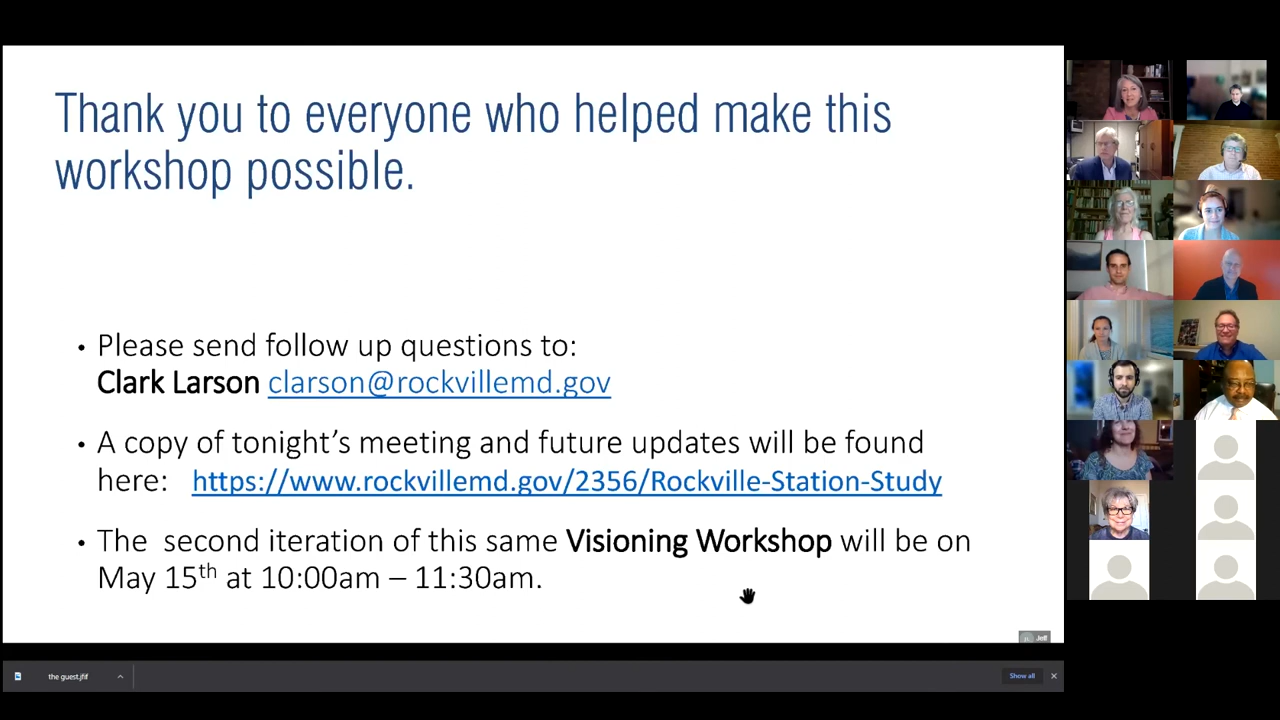 Thank you to everyone who helped make this
workshop possible.
• Please send follow up questions to:
Clark Larson clarson@rockvillemd.gov
• A copy of tonight’s meeting and future updates will be found
here: https://www.rockvillemd.gov/2356/Rockville-Station-Study
• The second iteration of this same Visioning Workshop will be on
May 15th at 10:00am – 11:30am.
Jeff
the guest.jfif
Show all